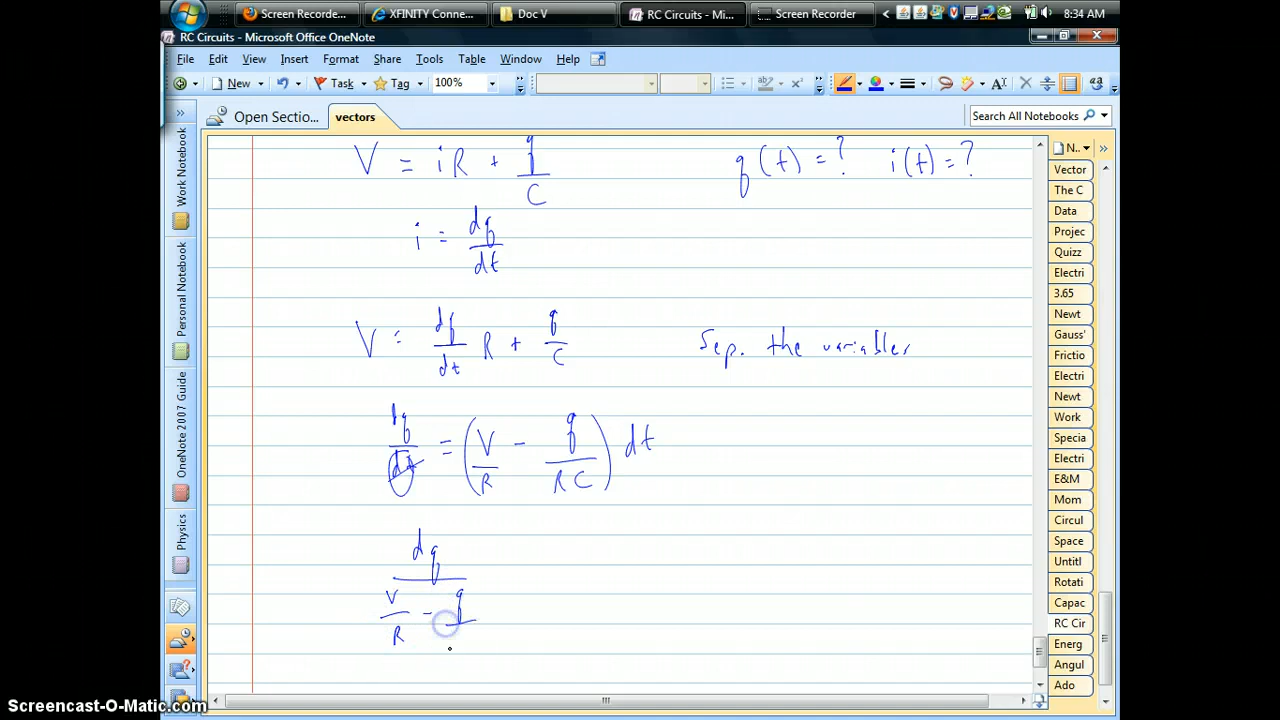 Screen Recorde... XFINITY Conne... Doc V RC Circuits - Mi... Screen Recorder 8:34 AM
RC Circuits - Microsoft Office OneNote
File Edit View Insert Format Share Tools Table Window Help
New Task Tag 100%
Open Sectio... vectors Search All Notebooks
Work Notebook
Personal Notebook
OneNote 2007 Guide
Physics
V = iR + q/C q(t) = ? i(t) = ?
i = dq/dt
V = dq/dt R + q/C Sep. the variables
dq/dt = (V/R - q/RC) dt
dq
V/R - q
N..
Vector
The C
Data
Projec
Quizz
Electri
3.65
Newt
Gauss'
Frictio
Electri
Newt
Work
Specia
Electri
E&M
Mom
Circul
Space
Untitl
Rotati
Capac
RC Cir
Energ
Angul
Ado
Screencast-O-Matic.com